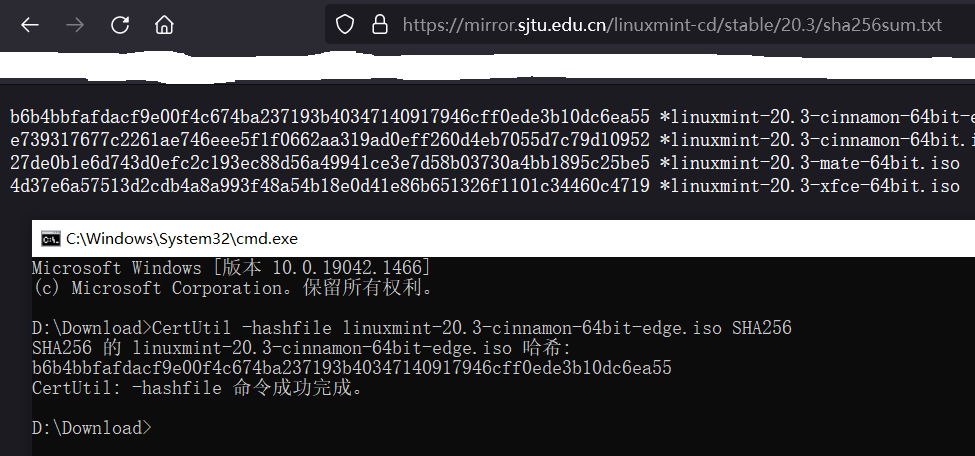 https://mirror.sjtu.edu.cn/linuxmint-cd/stable/20.3/sha256sum.txt
b6b4bbfafdacf9e00f4c674ba237193b40347140917946cff0ede3b10dc6ea55 *linuxmint-20.3-cinnamon-64bit-e
e739317677c2261ae746eee5f1f0662aa319ad0eff260d4eb7055d7c79d10952 *linuxmint-20.3-cinnamon-64bit.i
27de0b1e6d743d0efc2c193ec88d56a49941ce3e7d58b03730a4bb1895c25be5 *linuxmint-20.3-mate-64bit.iso
4d37e6a57513d2cdb4a8a993f48a54b18e0d41e86b651326f1101c34460c4719 *linuxmint-20.3-xfce-64bit.iso
C:\Windows\System32\cmd.exe
Microsoft Windows [版本 10.0.19042.1466]
(c) Microsoft Corporation。保留所有权利。
D:\Download>CertUtil -hashfile linuxmint-20.3-cinnamon-64bit-edge.iso SHA256
SHA256 的 linuxmint-20.3-cinnamon-64bit-edge.iso 哈希:
b6b4bbfafdacf9e00f4c674ba237193b40347140917946cff0ede3b10dc6ea55
CertUtil: -hashfile 命令成功完成。
D:\Download>